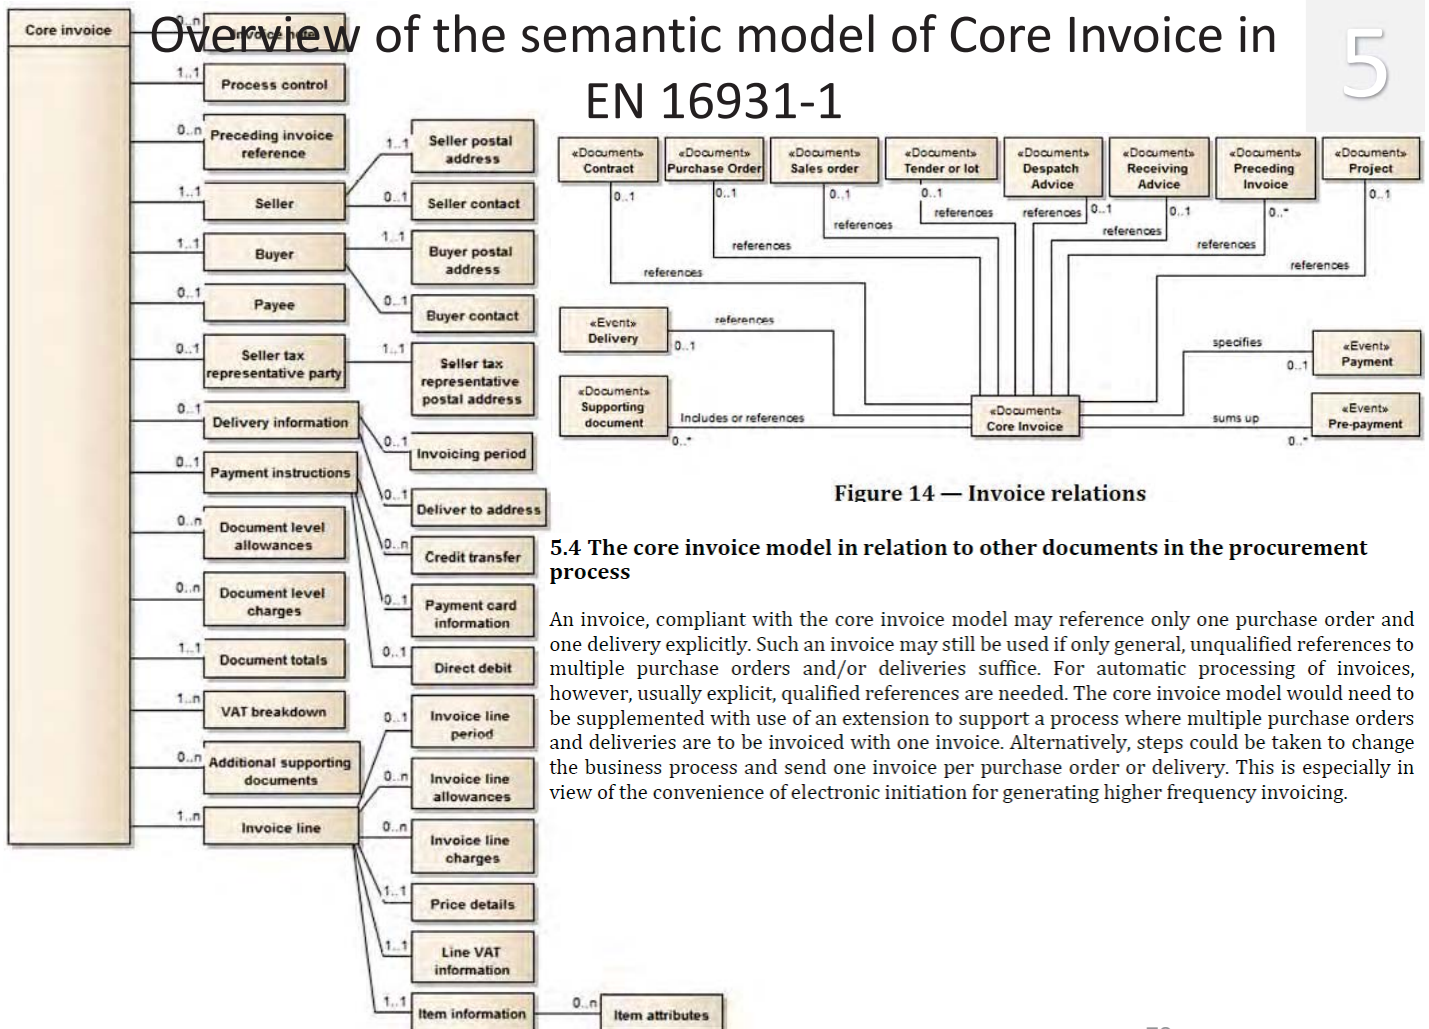 Overview of the semantic model of Core Invoice in
EN 16931-1
5
Core invoice
0..n
Invoice note
1..1
Process control
0..n
Preceding invoice
reference
1..1
Seller
1..1
Seller postal
address
0..1
Seller contact
1..1
Buyer
1..1
Buyer postal
address
0..1
Buyer contact
0..1
Payee
0..1
Seller tax
representative party
1..1
Seller tax
representative
postal address
0..1
Delivery information
0..1
Invoicing period
0..1
Deliver to address
0..1
Payment instructions
0..n
Credit transfer
0..1
Payment card
information
0..1
Direct debit
0..n
Document level
allowances
0..n
Document level
charges
1..1
Document totals
1..n
VAT breakdown
0..n
Additional supporting
documents
1..n
Invoice line
0..1
Invoice line
period
0..n
Invoice line
allowances
0..n
Invoice line
charges
1..1
Price details
1..1
Line VAT
information
1..1
Item information
0..n
Item attributes
«Document»
Contract
0..1
references
«Document»
Purchase Order
0..1
references
«Document»
Sales order
0..1
references
«Document»
Tender or lot
0..1
references
«Document»
Despatch
Advice
0..1
references
«Document»
Receiving
Advice
0..1
references
«Document»
Preceding
Invoice
0..*
references
«Document»
Project
0..1
references
«Event»
Delivery
0..1
references
«Document»
Supporting
document
0..*
Includes or references
«Document»
Core Invoice
specifies
0..1
«Event»
Payment
sums up
0..*
«Event»
Pre-payment
Figure 14 — Invoice relations
5.4 The core invoice model in relation to other documents in the procurement
process
An invoice, compliant with the core invoice model may reference only one purchase order and
one delivery explicitly. Such an invoice may still be used if only general, unqualified references to
multiple purchase orders and/or deliveries suffice. For automatic processing of invoices,
however, usually explicit, qualified references are needed. The core invoice model would need to
be supplemented with use of an extension to support a process where multiple purchase orders
and deliveries are to be invoiced with one invoice. Alternatively, steps could be taken to change
the business process and send one invoice per purchase order or delivery. This is especially in
view of the convenience of electronic initiation for generating higher frequency invoicing.